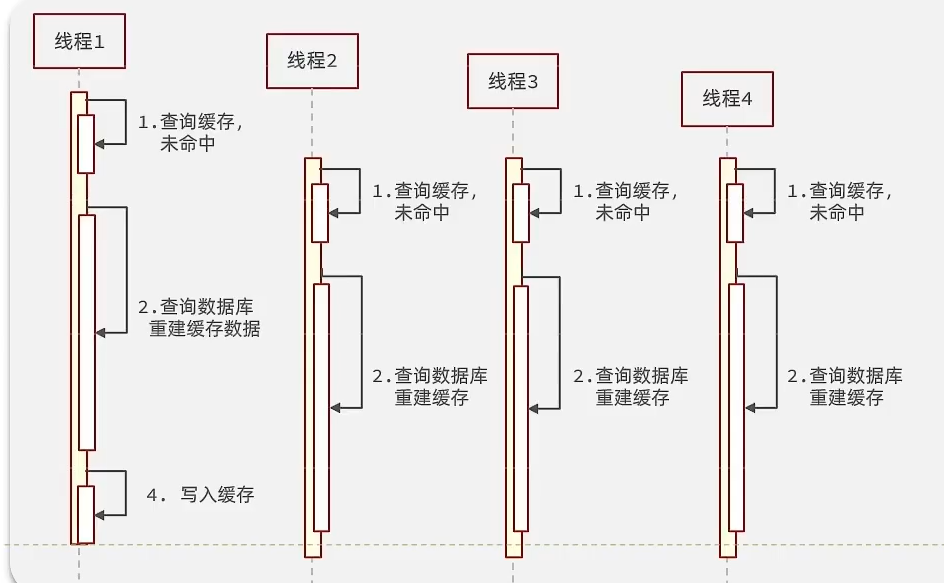 线程1
1.查询缓存,
未命中
2.查询数据库
重建缓存数据
4. 写入缓存
线程2
1.查询缓存,
未命中
2.查询数据库
重建缓存
线程3
1.查询缓存,
未命中
2.查询数据库
重建缓存
线程4
1.查询缓存,
未命中
2.查询数据库
重建缓存